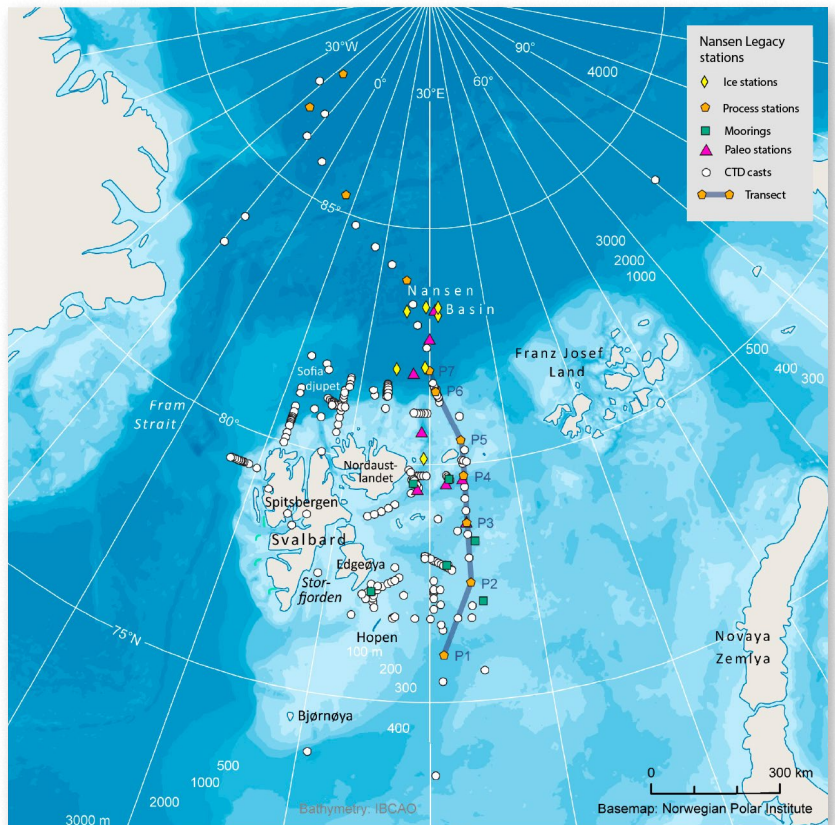 30°W
0°
30°E
60°
90°
4000
Nansen Legacy
stations
Ice stations
Process stations
Moorings
Paleo stations
CTD casts
Transect
85°
3000
2000
1000
Nansen
Basin
Franz Josef
Land
500
400
300
Sofia
djupet
P7
P6
Fram
Strait
80°
P5
Nordaust-
landet
P4
Spitsbergen
P3
Svalbard
Edgeøya
Stor-
fjorden
P2
75°N
Hopen
Novaya
Zemlya
100 m
P1
200
300
Bjørnøya
400
500
1000
2000
3000 m
0
300 km
Bathymetry: IBCAO
Basemap: Norwegian Polar Institute